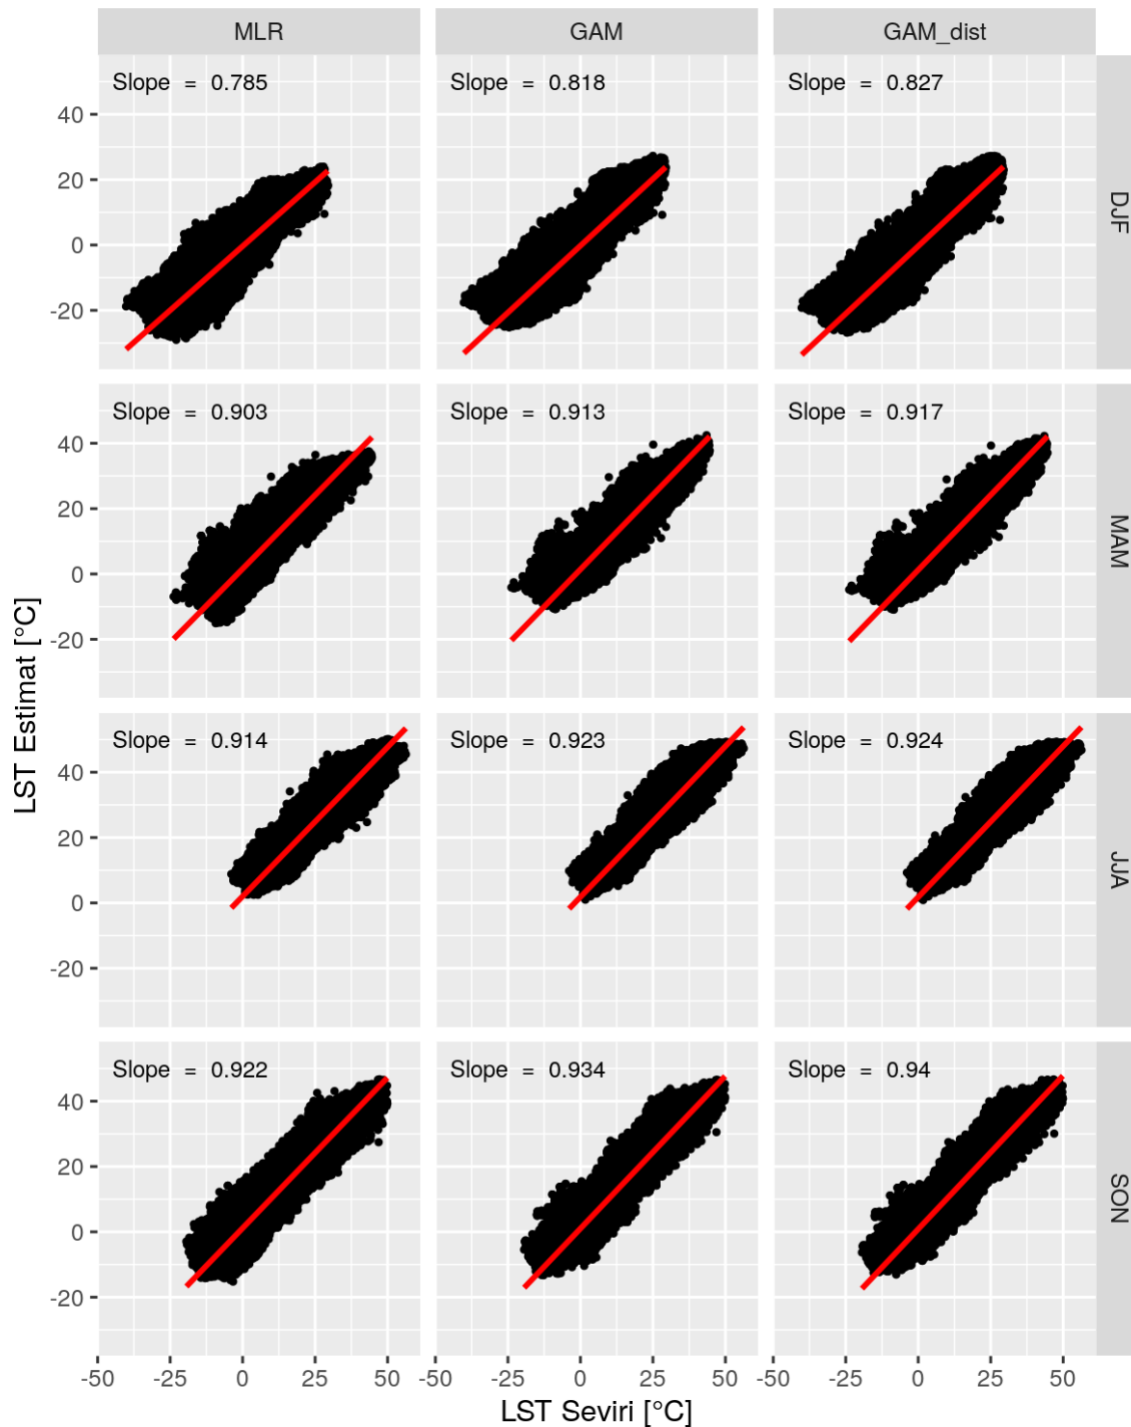 MLR GAM GAM_dist
Slope = 0.785 Slope = 0.818 Slope = 0.827
40
20
0
-20
DJF
Slope = 0.903 Slope = 0.913 Slope = 0.917
40
20
0
-20
MAM
LST Estimat [°C]
Slope = 0.914 Slope = 0.923 Slope = 0.924
40
20
0
-20
JJA
Slope = 0.922 Slope = 0.934 Slope = 0.94
40
20
0
-20
SON
-50 -25 0 25 50 -50 -25 0 25 50 -50 -25 0 25 50
LST Seviri [°C]